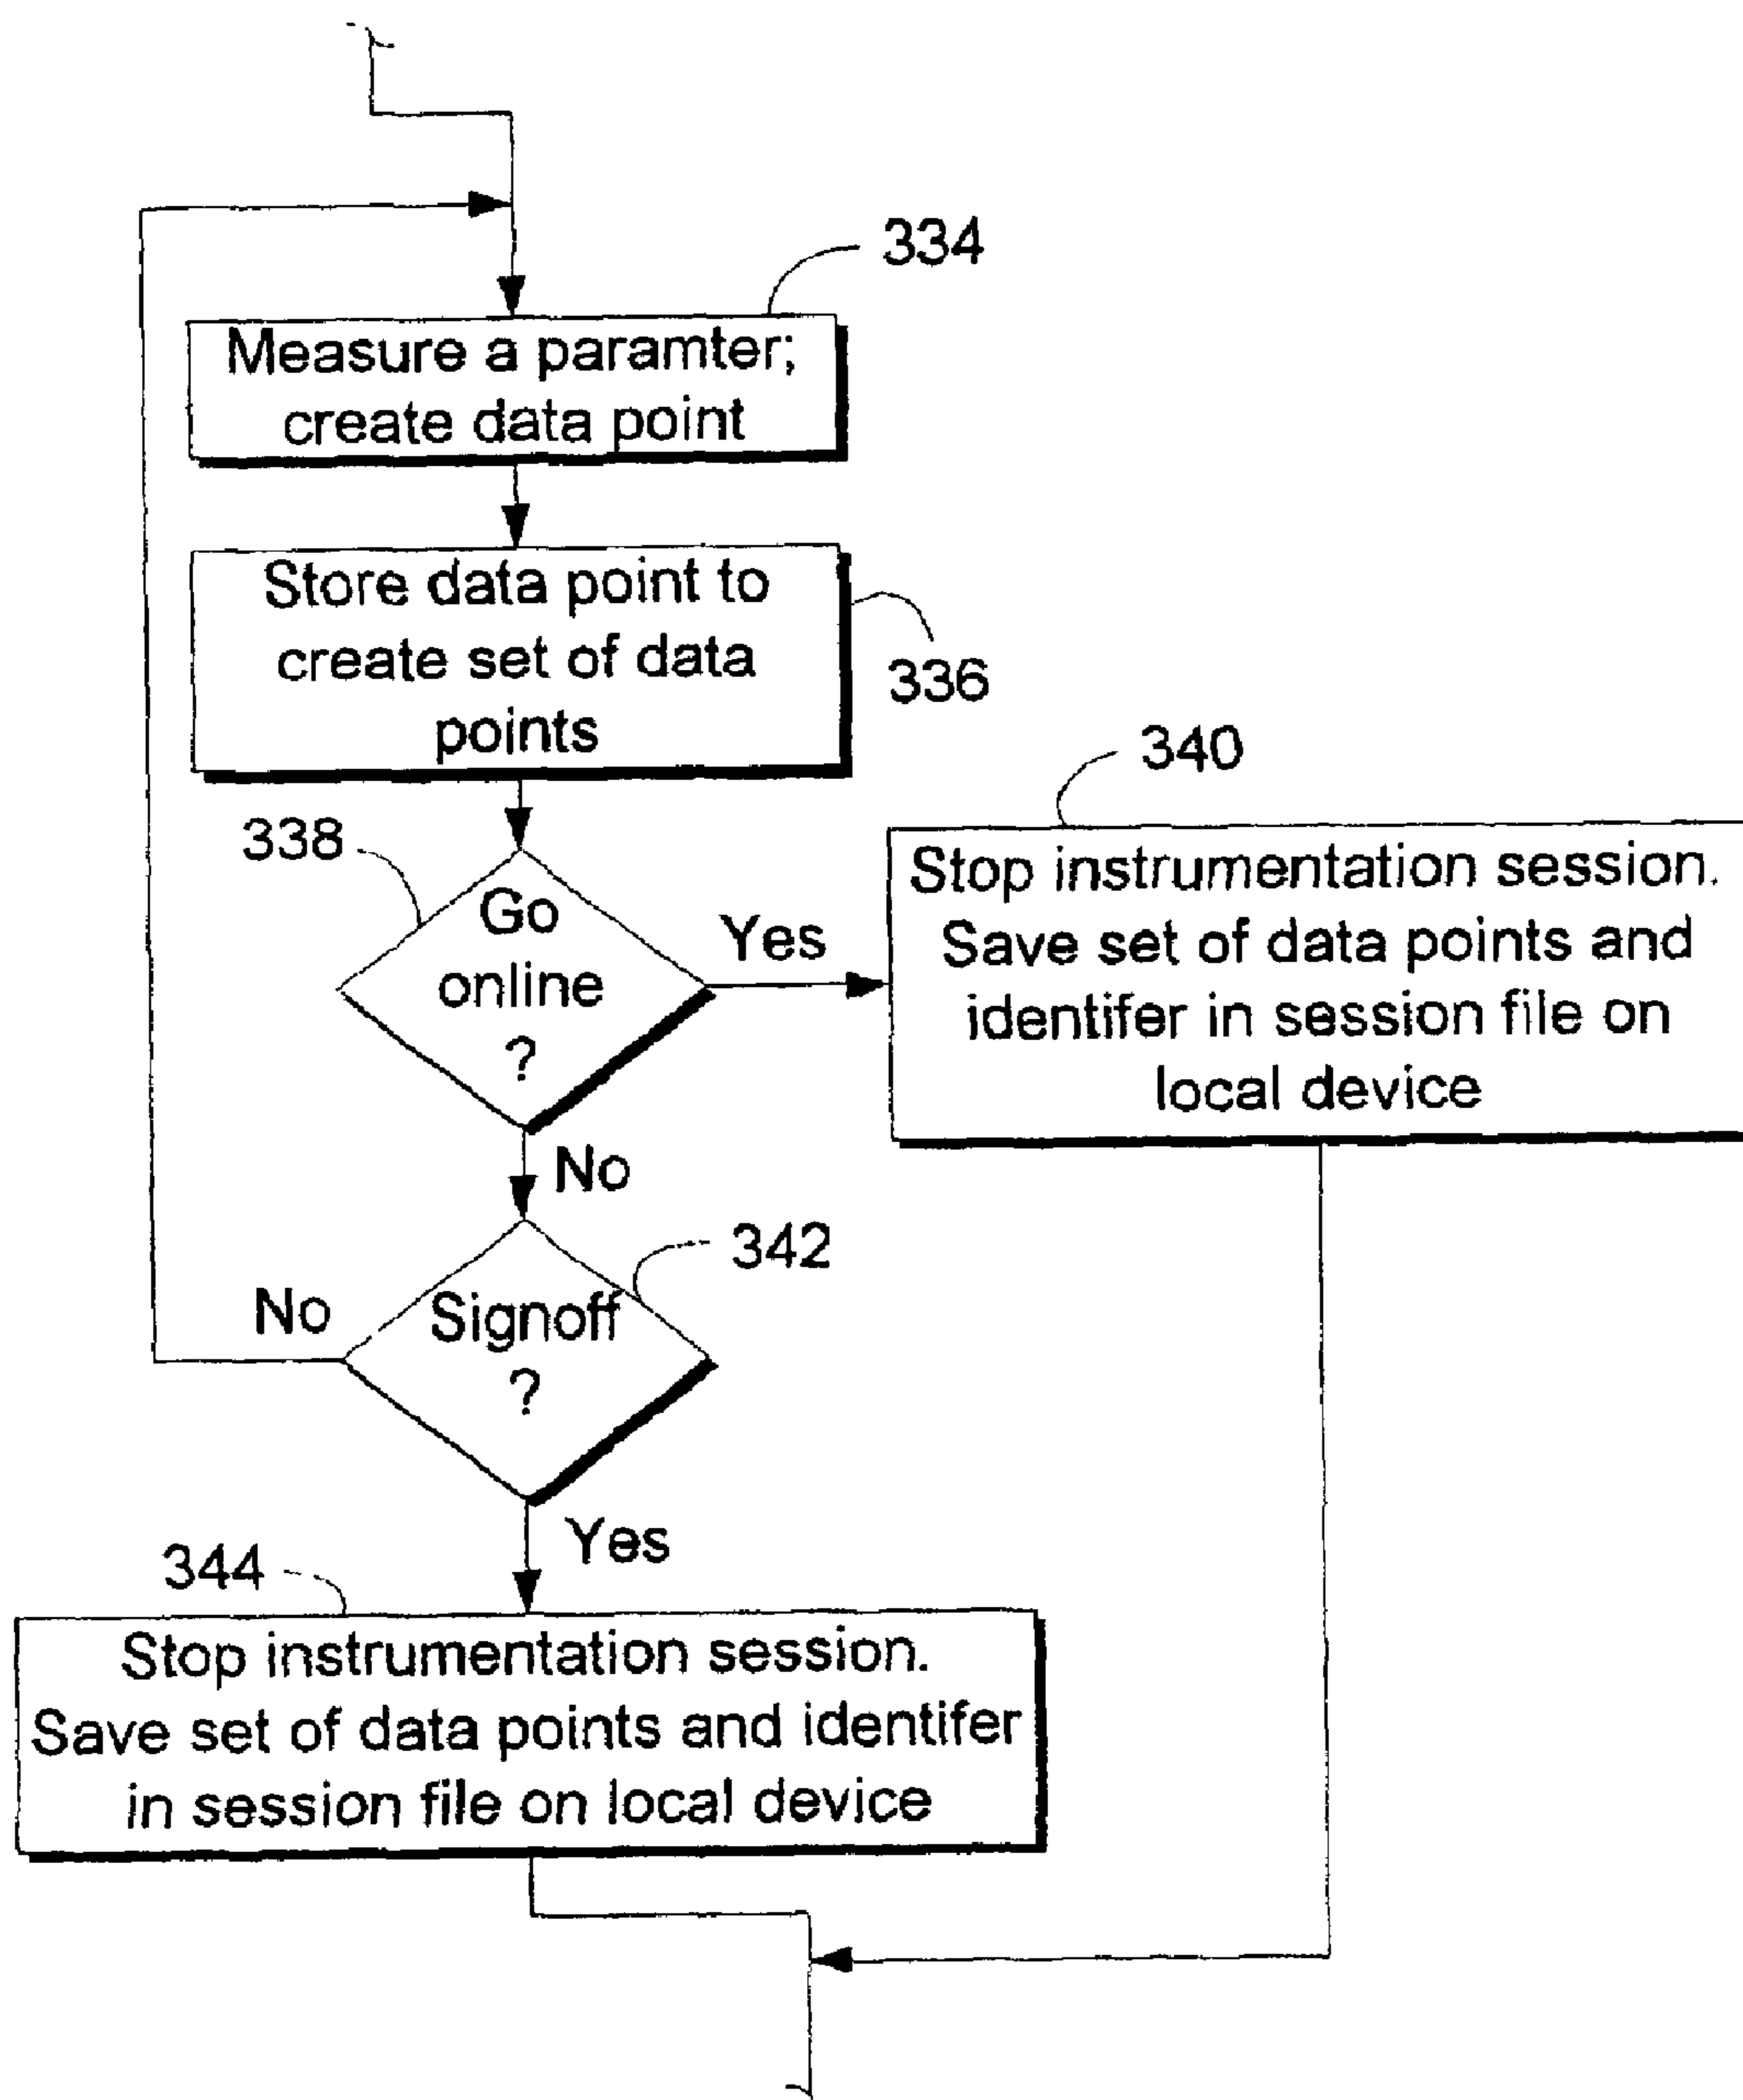 334
Measure a paramter;
create data point
Store data point to
create set of data
points
336
338
Go
online
?
Yes
340
Stop instrumentation session.
Save set of data points and
identifer in session file on
local device
No
342
Signoff
?
No
Yes
344
Stop instrumentation session.
Save set of data points and identifer
in session file on local device